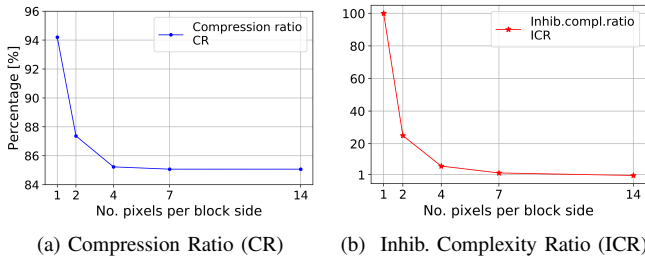 96
94
92
90
88
86
84
Percentage [%]
Compression ratio
CR
1 2 4 7 14
No. pixels per block side
(a) Compression Ratio (CR)
100
80
60
40
20
1
Inhib.compl.ratio
ICR
1 2 4 7 14
No. pixels per block side
(b) Inhib. Complexity Ratio (ICR)